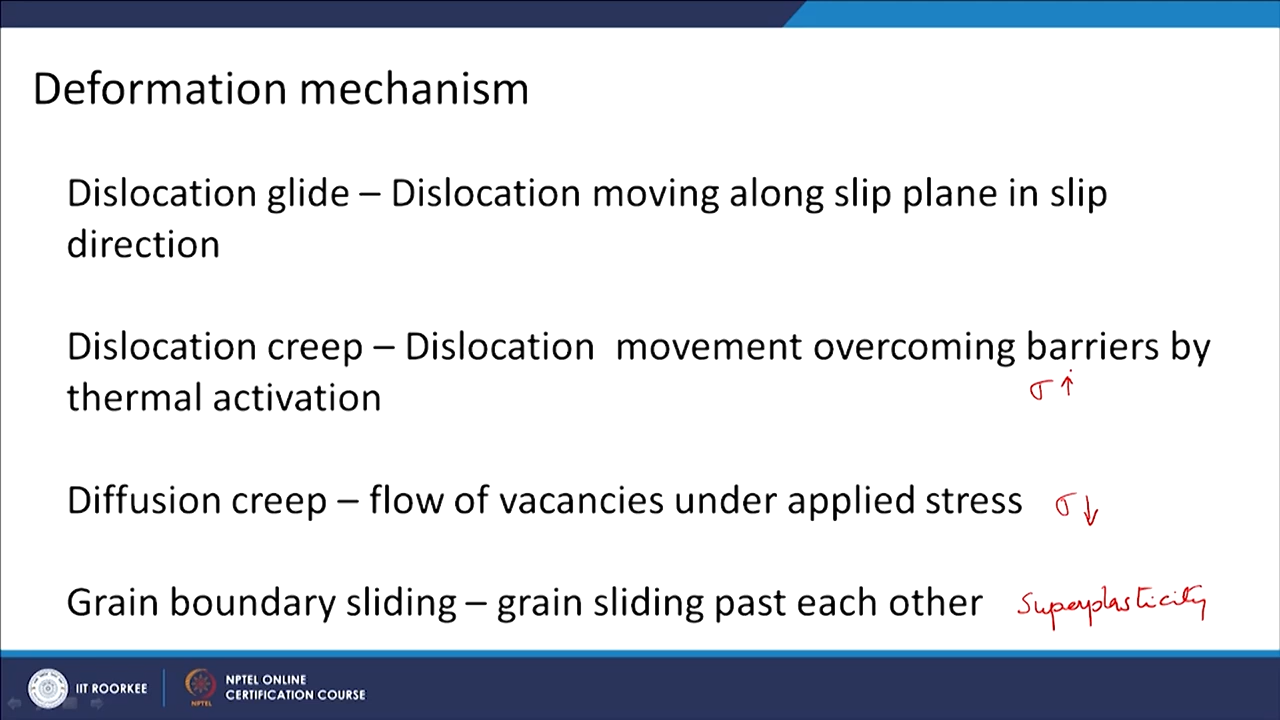 Deformation mechanism
Dislocation glide – Dislocation moving along slip plane in slip
direction
Dislocation creep – Dislocation movement overcoming barriers by
thermal activation
σ ↑
Diffusion creep – flow of vacancies under applied stress σ ↓
Grain boundary sliding – grain sliding past each other Superplasticity
IIT ROORKEE
NPTEL
NPTEL ONLINE
CERTIFICATION COURSE